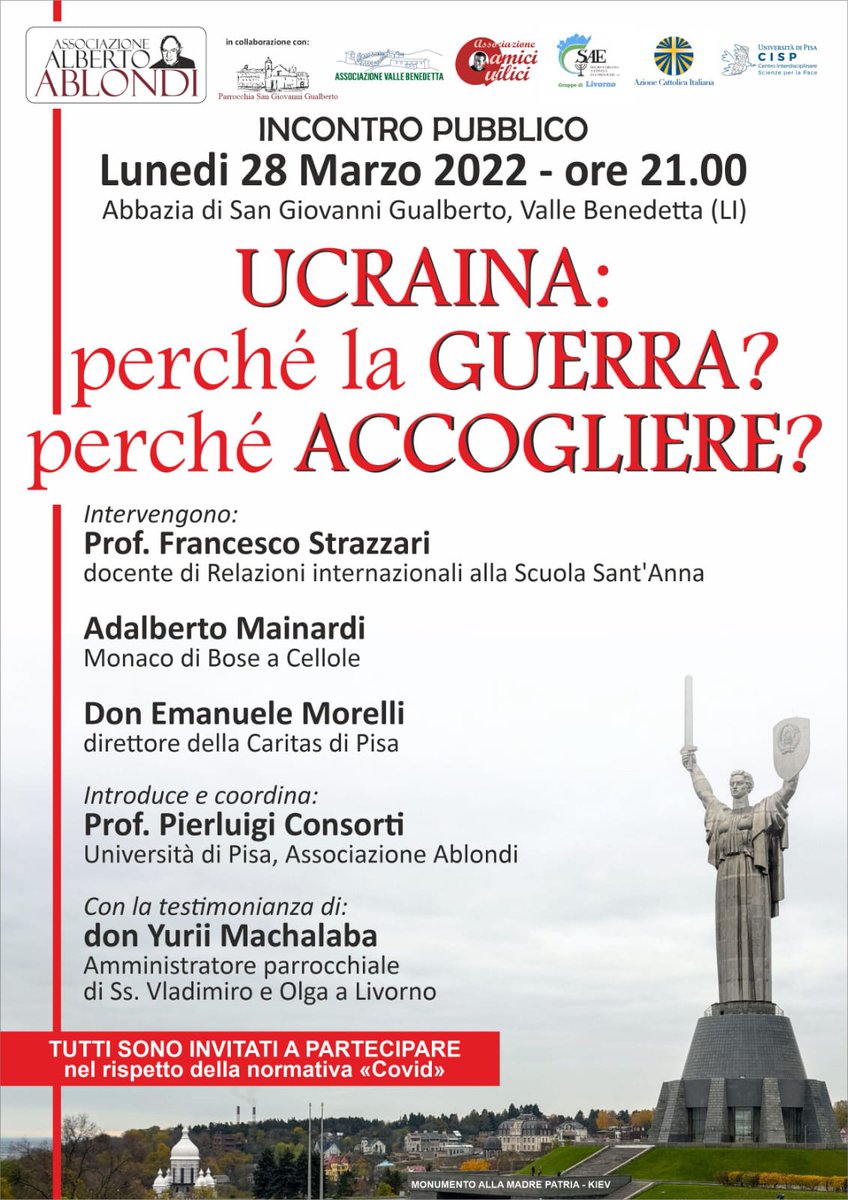 ASSOCIAZIONE
ALBERTO
ABLONDI
in collaborazione con:
Parrocchia San Giovanni Gualberto
ASSOCIAZIONE VALLE BENEDETTA
Associazione
amici
vilici
SAE
Gruppo di Livorno
Azione Cattolica Italiana
UNIVERSITÀ DI PISA
CISP
Centro Interdisciplinare
Scienze per la Pace
INCONTRO PUBBLICO
Lunedi 28 Marzo 2022 - ore 21.00
Abbazia di San Giovanni Gualberto, Valle Benedetta (LI)
UCRAINA:
perché la GUERRA?
perché ACCOGLIERE?
Intervengono:
Prof. Francesco Strazzari
docente di Relazioni internazionali alla Scuola Sant'Anna
Adalberto Mainardi
Monaco di Bose a Cellole
Don Emanuele Morelli
direttore della Caritas di Pisa
Introduce e coordina:
Prof. Pierluigi Consorti
Università di Pisa, Associazione Ablondi
Con la testimonianza di:
don Yurii Machalaba
Amministratore parrocchiale
di Ss. Vladimiro e Olga a Livorno
TUTTI SONO INVITATI A PARTECIPARE
nel rispetto della normativa «Covid»
MONUMENTO ALLA MADRE PATRIA - KIEV